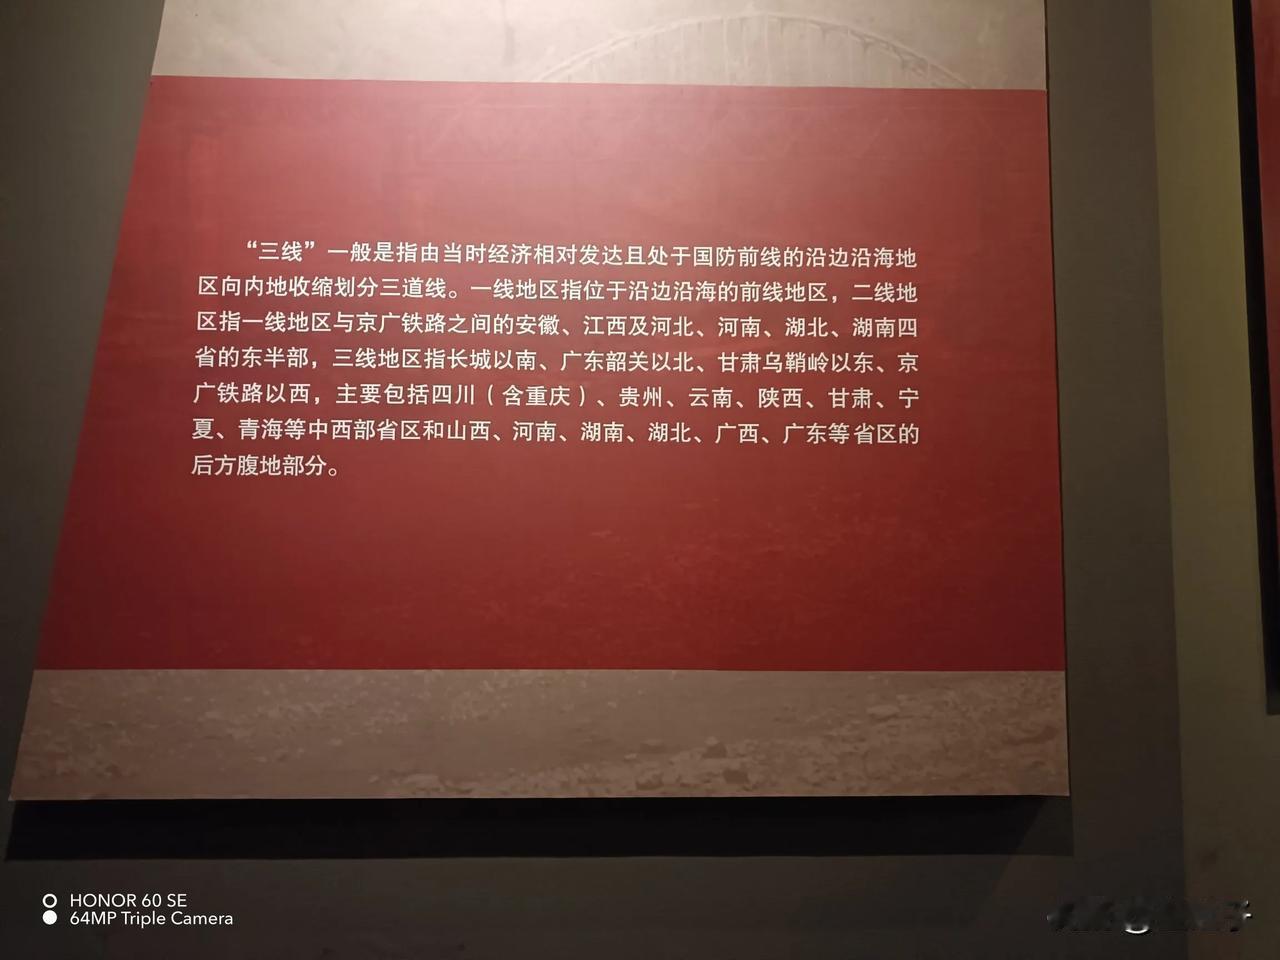 “三线”一般是指由当时经济相对发达且处于国防前线的沿边沿海地
区向内地收缩划分三道线。一线地区指位于沿边沿海的前线地区，二线地
区指一线地区与京广铁路之间的安徽、江西及河北、河南、湖北、湖南四
省的东半部，三线地区指长城以南、广东韶关以北、甘肃乌鞘岭以东、京
广铁路以西，主要包括四川（含重庆）、贵州、云南、陕西、甘肃、宁
夏、青海等中西部省区和山西、河南、湖南、湖北、广西、广东等省区的
后方腹地部分。
HONOR 60 SE
64MP Triple Camera